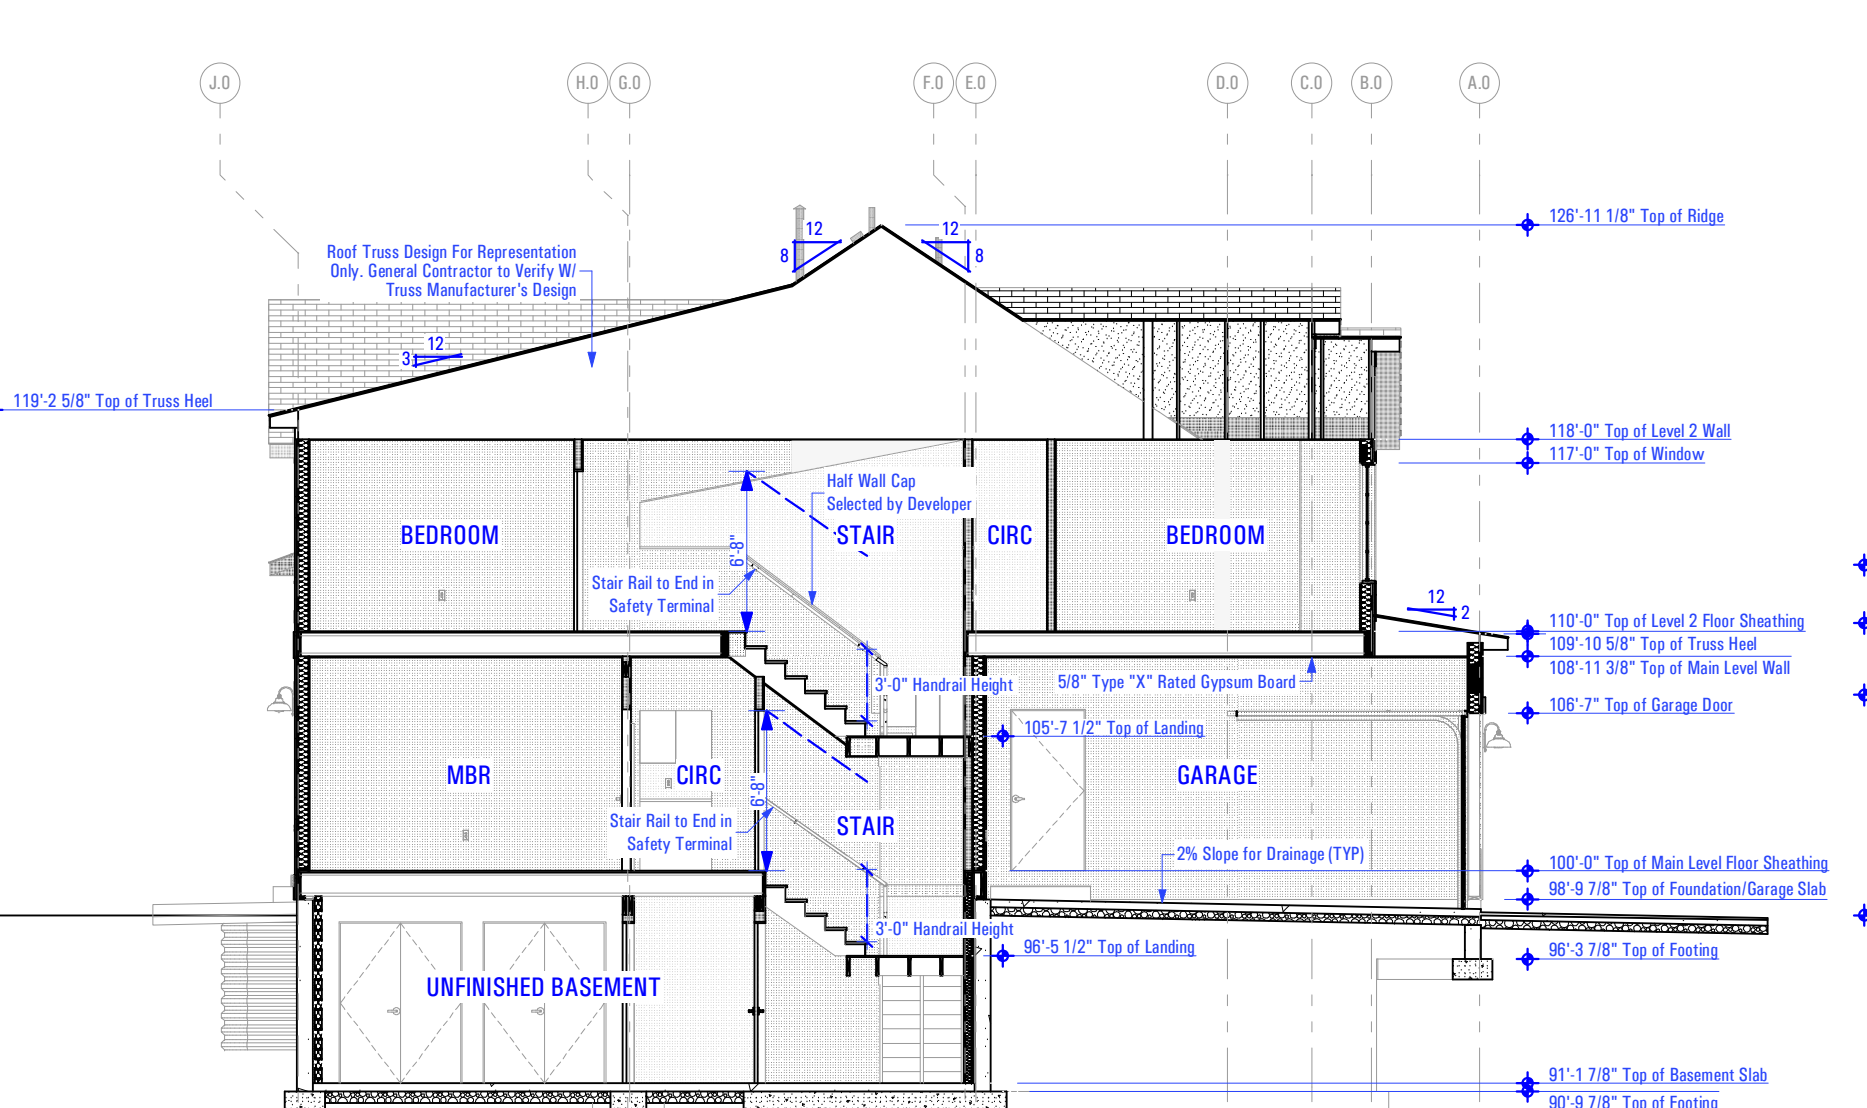 J.0
H.0
G.0
F.0
E.0
D.0
C.0
B.0
A.0
126'-11 1/8" Top of Ridge
12
8
12
8
Roof Truss Design For Representation
Only. General Contractor to Verify W/
Truss Manufacturer's Design
12
3
119'-2 5/8" Top of Truss Heel
118'-0" Top of Level 2 Wall
117'-0" Top of Window
Half Wall Cap
Selected by Developer
BEDROOM
STAIR
CIRC
BEDROOM
6'-8"
Stair Rail to End in
Safety Terminal
12
2
110'-0" Top of Level 2 Floor Sheathing
109'-10 5/8" Top of Truss Heel
108'-11 3/8" Top of Main Level Wall
3'-0" Handrail Height
5/8" Type "X" Rated Gypsum Board
106'-7" Top of Garage Door
105'-7 1/2" Top of Landing
MBR
CIRC
6'-8"
GARAGE
Stair Rail to End in
Safety Terminal
STAIR
2% Slope for Drainage (TYP)
100'-0" Top of Main Level Floor Sheathing
98'-9 7/8" Top of Foundation/Garage Slab
3'-0" Handrail Height
96'-5 1/2" Top of Landing
96'-3 7/8" Top of Footing
UNFINISHED BASEMENT
91'-1 7/8" Top of Basement Slab
90'-9 7/8" Top of Footing